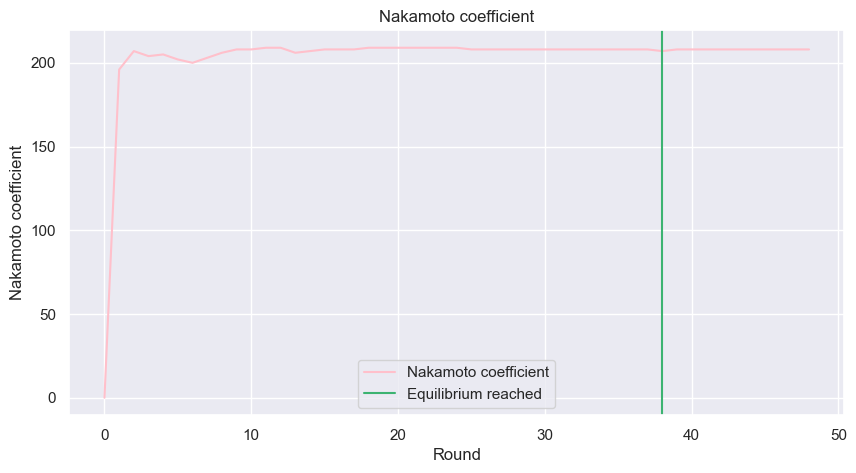 Nakamoto coefficient
Nakamoto coefficient
200
150
100
50
0
Nakamoto coefficient
Equilibrium reached
0 10 20 30 40 50
Round